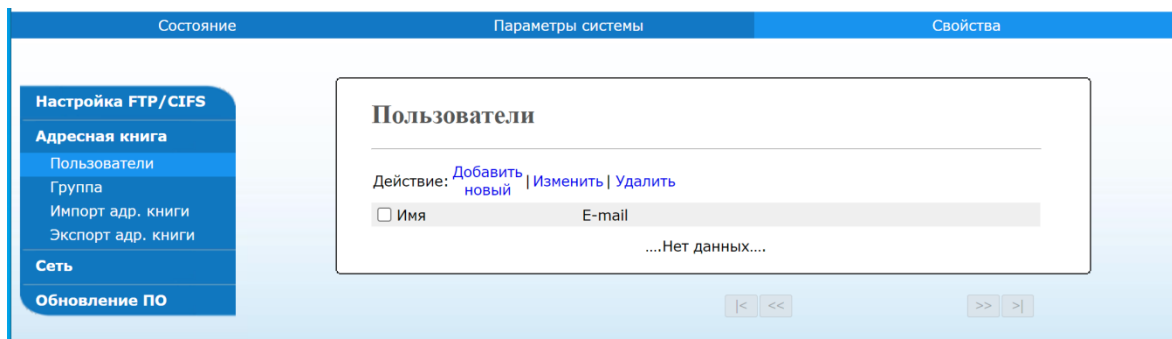 Состояние Параметры системы Свойства
Настройка FTP/CIFS
Адресная книга
Пользователи
Группа
Импорт адр. книги
Экспорт адр. книги
Сеть
Обновление ПО
Пользователи
Действие: Добавить новый | Изменить | Удалить
Имя E-mail
....Нет данных....
|< << >> >|